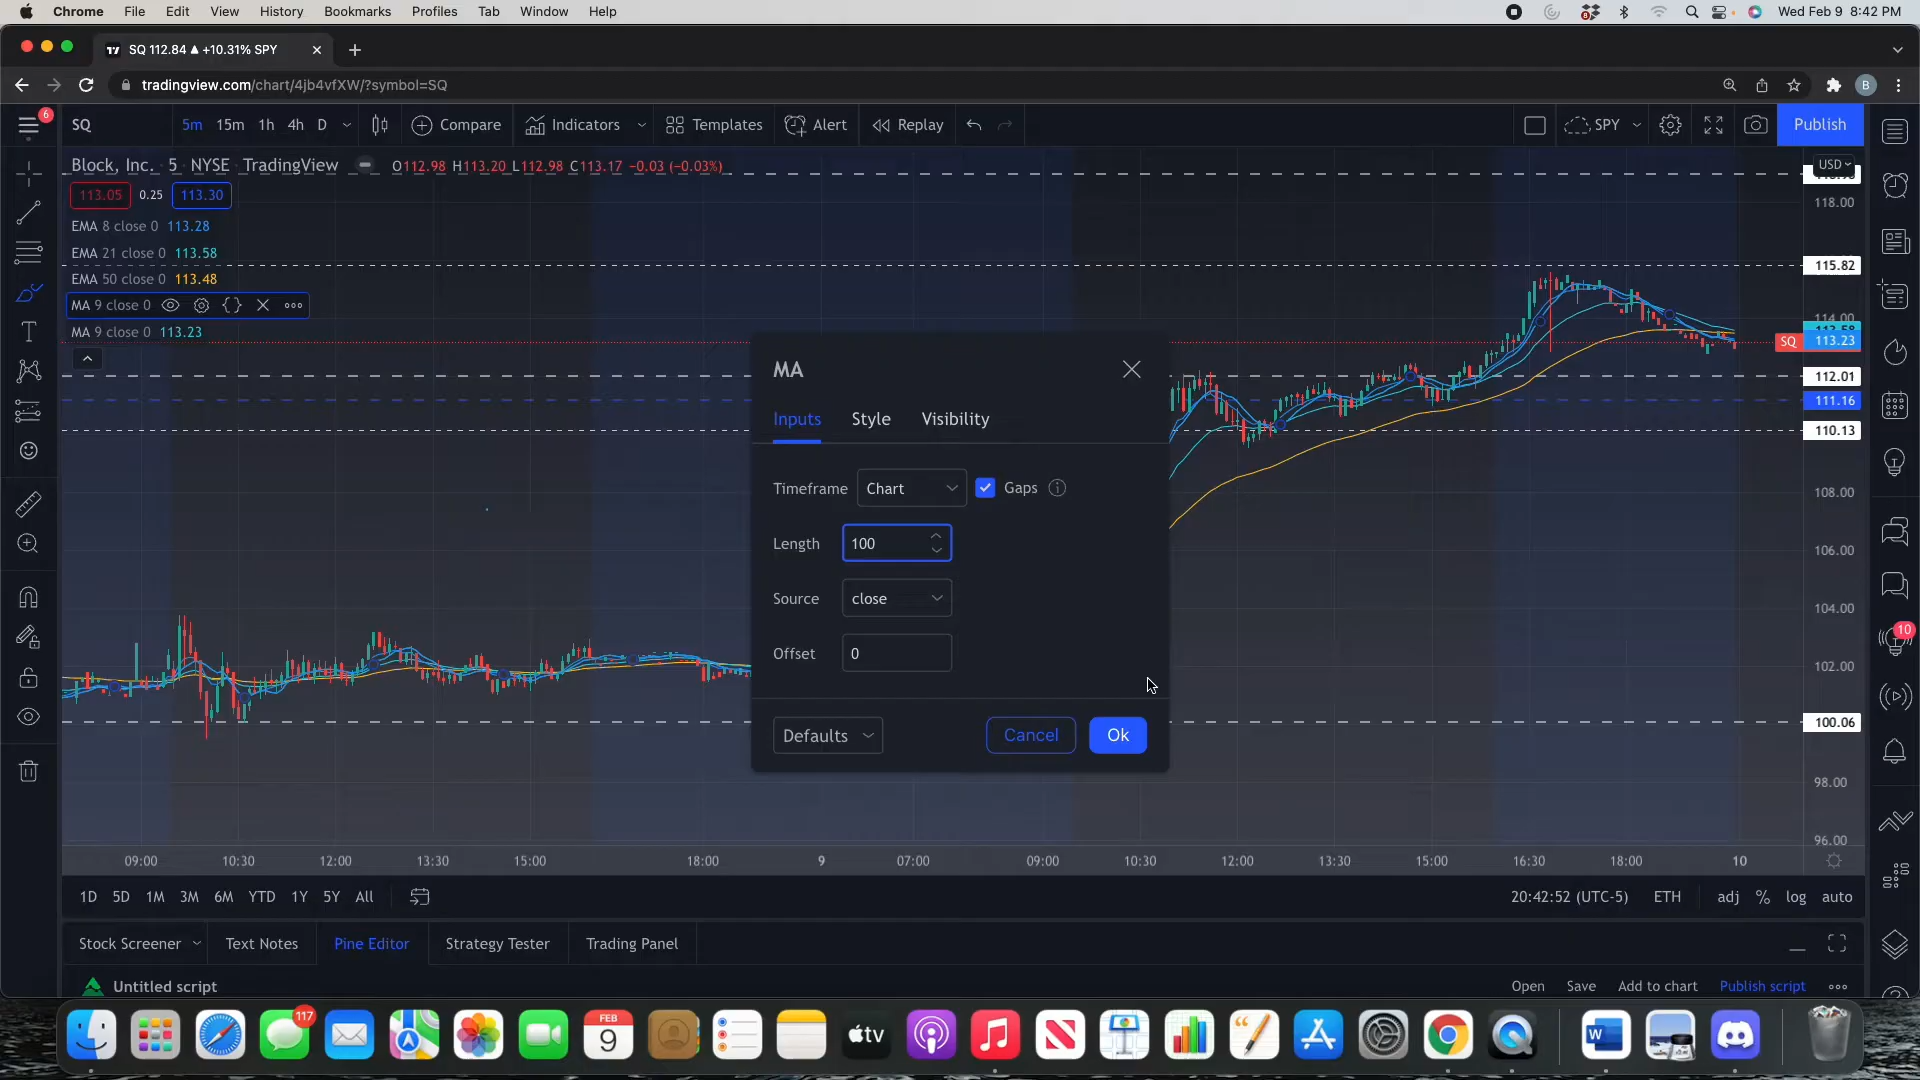 Chrome File Edit View History Bookmarks Profiles Tab Window Help 8 Wed Feb 9 8:42 PM
SQ 112.84 ▲ +10.31% SPY
tradingview.com/chart/4jb4vfXW/?symbol=SQ B
6 SQ 5m 15m 1h 4h D Compare Indicators Templates Alert Replay SPY Publish
Block, Inc. 5 NYSE TradingView O112.98 H113.20 L112.98 C113.17 −0.03 (−0.03%) USD
113.05 0.25 113.30 118.00
EMA 8 close 0 113.28
EMA 21 close 0 113.58
115.82
EMA 50 close 0 113.48
MA 9 close 0
114.00
MA 9 close 0 113.23
SQ 113.23
MA
112.01
111.16
Inputs Style Visibility
110.13
Timeframe Chart Gaps
108.00
Length 100
106.00
Source close
104.00
Offset 0
102.00
10
100.06
Defaults Cancel Ok
98.00
96.00
09:00 10:30 12:00 13:30 15:00 18:00 9 07:00 09:00 10:30 12:00 13:30 15:00 16:30 18:00 10
1D 5D 1M 3M 6M YTD 1Y 5Y All 20:42:52 (UTC-5) ETH adj % log auto
Stock Screener Text Notes Pine Editor Strategy Tester Trading Panel
Untitled script Open Save Add to chart Publish script
117 FEB 9 tv W